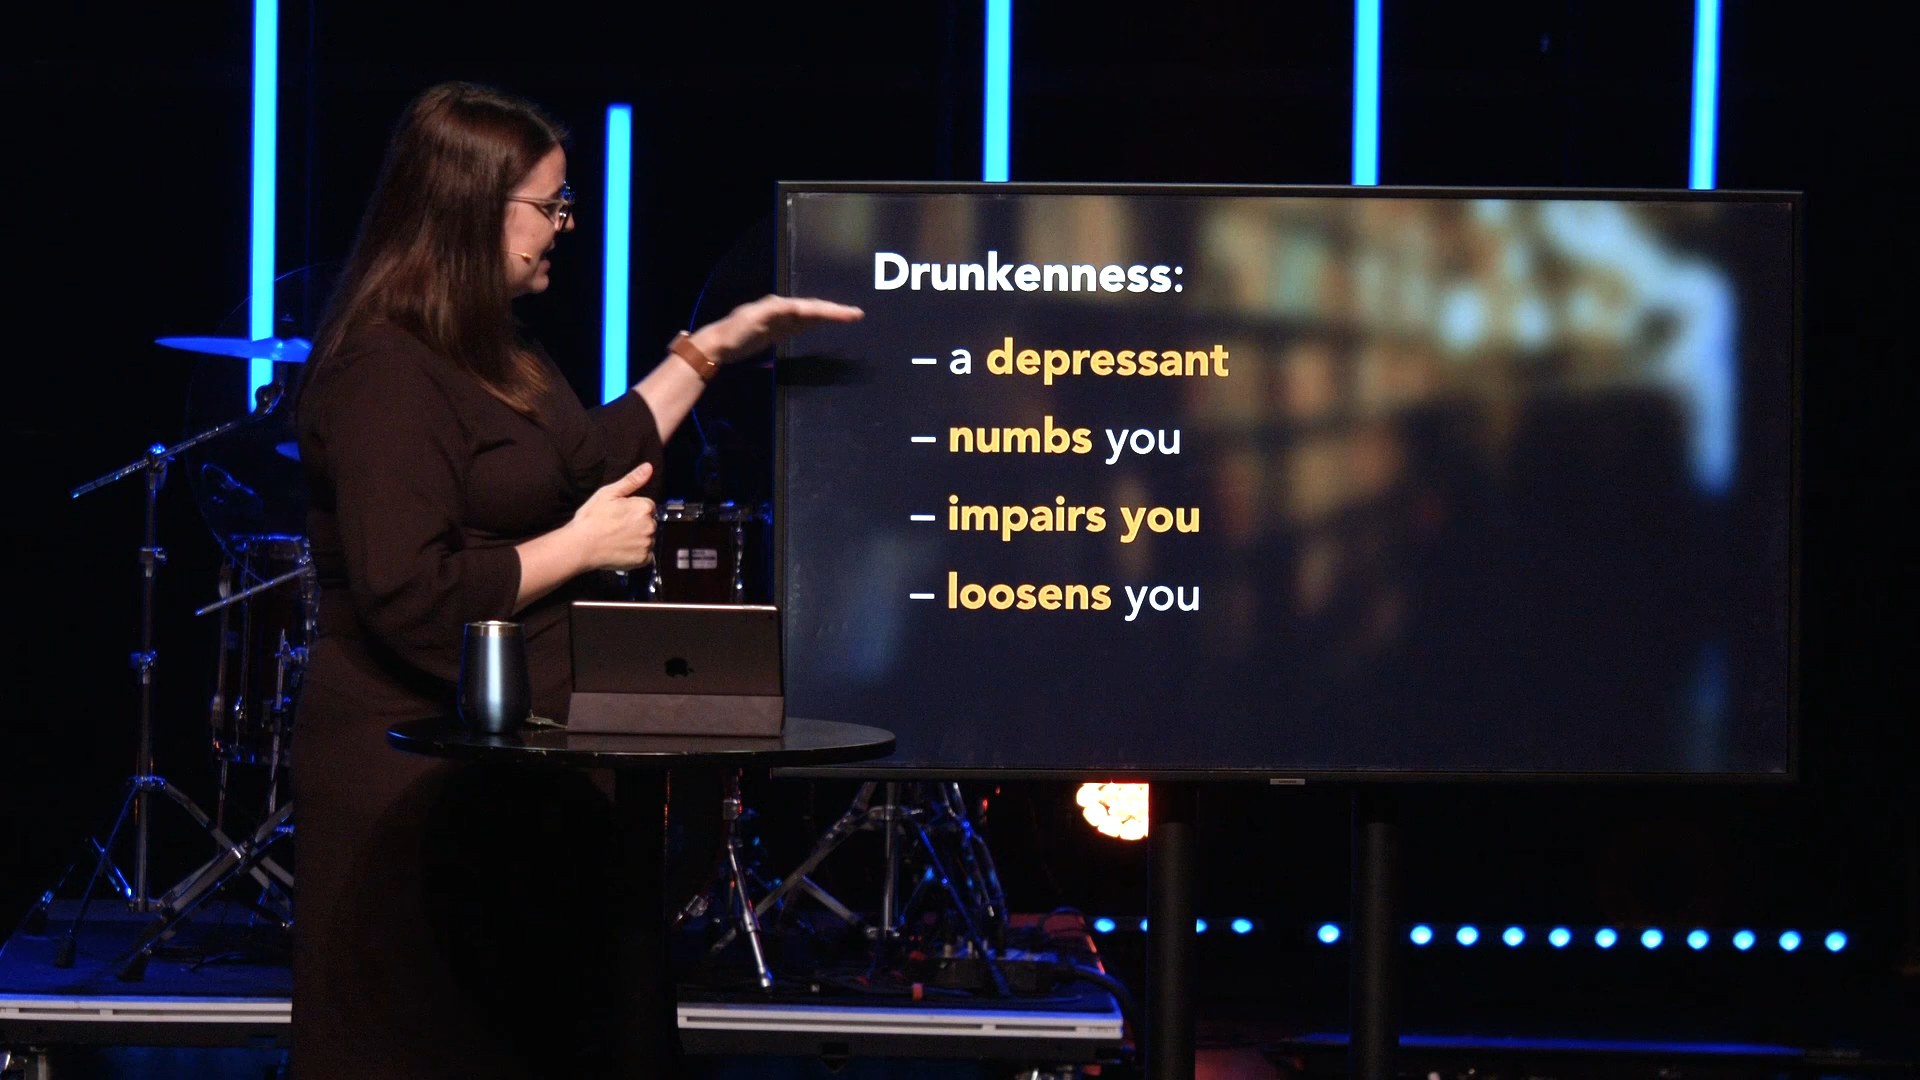 Drunkenness:
– a depressant
– numbs you
– impairs you
– loosens you